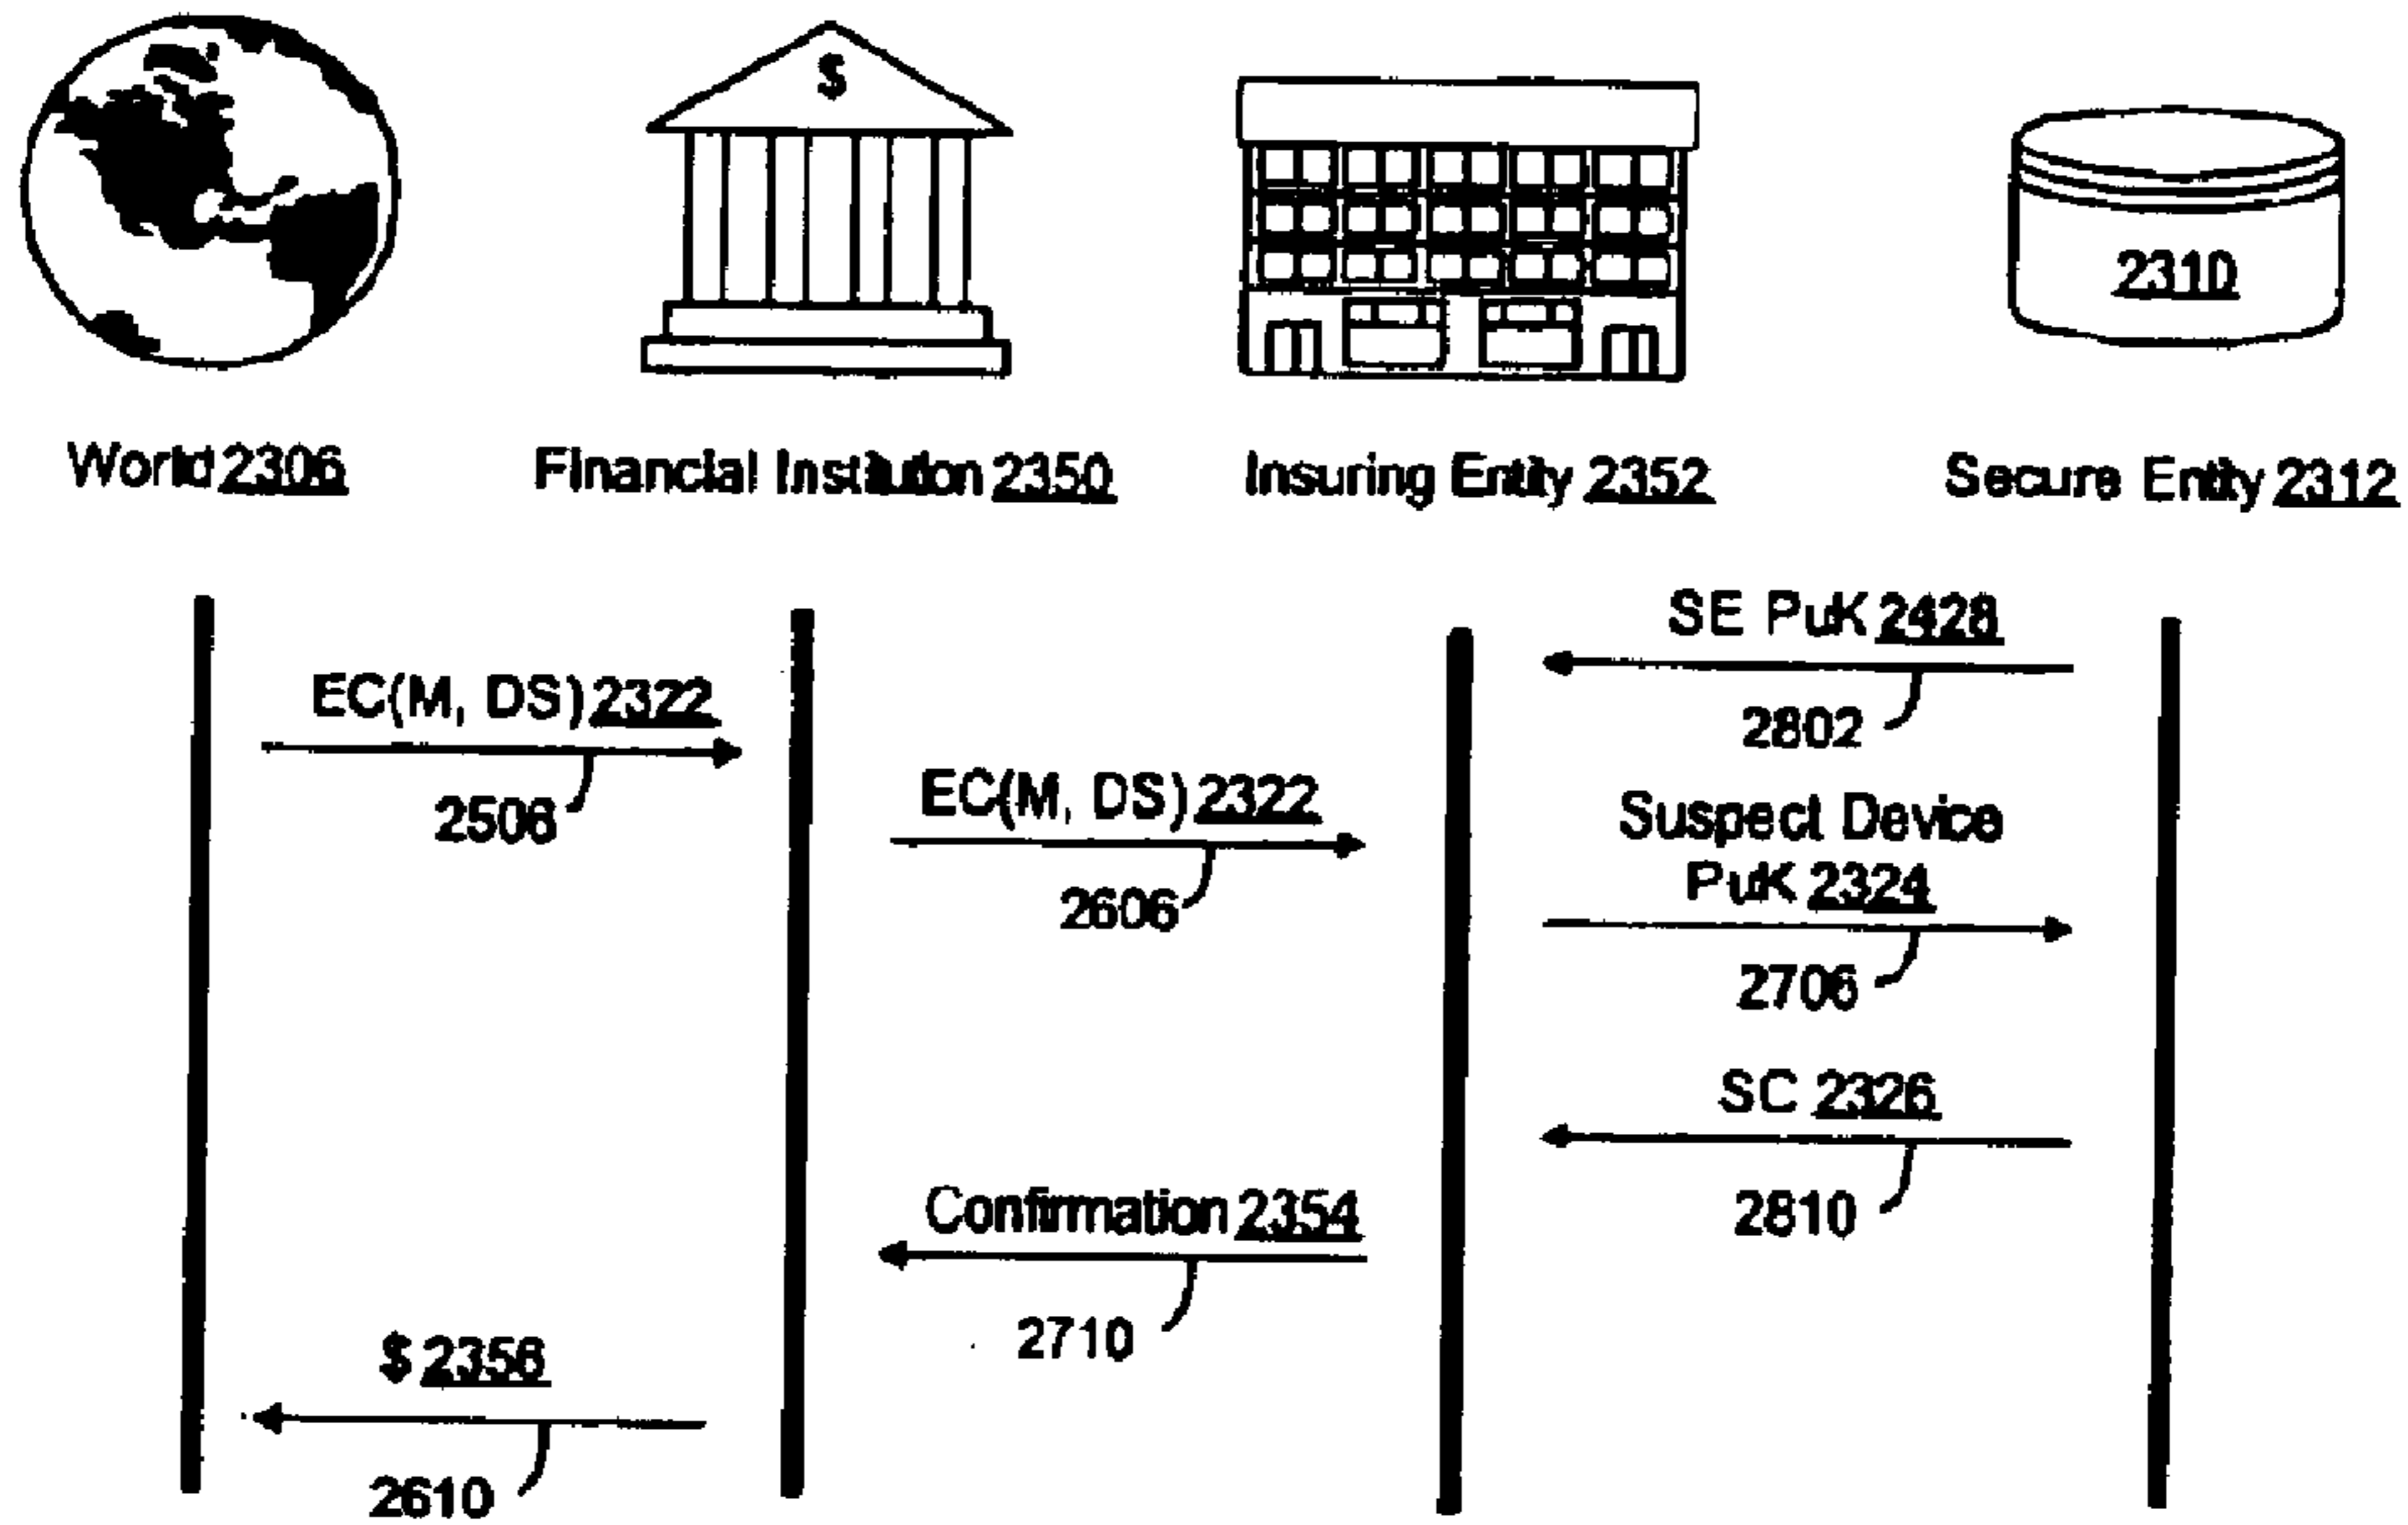 $
2310
World 2306
Financial Institution 2350
Insuring Entity 2352
Secure Entity 2312
SE PuK 2428
2802
EC(M, DS) 2322
2508
EC(M, DS) 2322
2606
Suspect Device
PuK 2324
2706
SC 2326
2810
Confirmation 2354
2710
$ 2356
2610